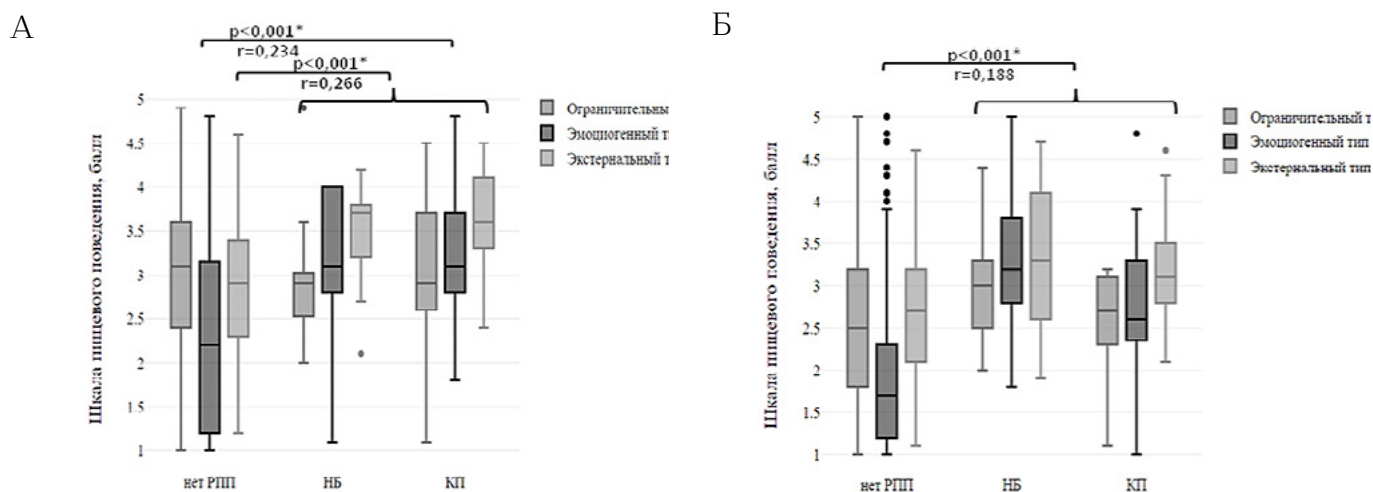 А
p<0,001*
r=0,234
p<0,001*
r=0,266
Шкала пищевого поведения, балл
5
4.5
4
3.5
3
2.5
2
1.5
1
нет РПП
НБ
КП
Ограничительны
Эмоциогенный ти
Экстернальный т
Б
p<0,001*
r=0,188
Шкала пищевого поведения, балл
5
4.5
4
3.5
3
2.5
2
1.5
1
нет РПП
НБ
КП
Ограничительный т
Эмоциогенный тип
Экстернальный тип